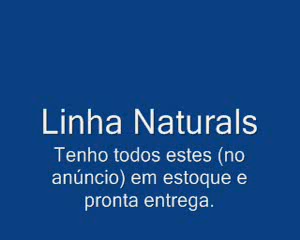 Linha Naturals
Tenho todos estes (no
anúncio) em estoque e
pronta entrega.